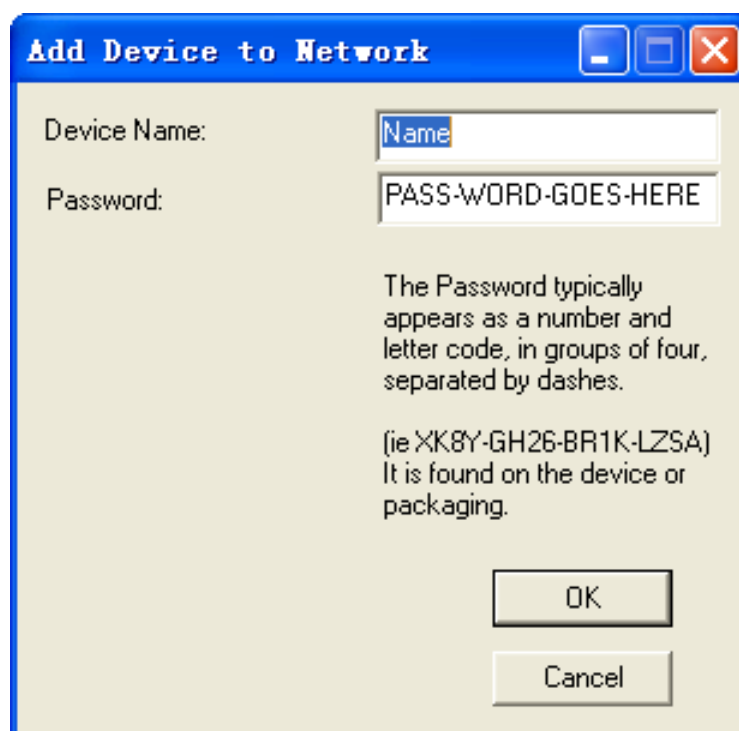 Add Device to Network
Device Name:
Name
Password:
PASS-WORD-GOES-HERE
The Password typically
appears as a number and
letter code, in groups of four,
separated by dashes.
(ie XK8Y-GH26-BR1K-LZSA)
It is found on the device or
packaging.
OK
Cancel